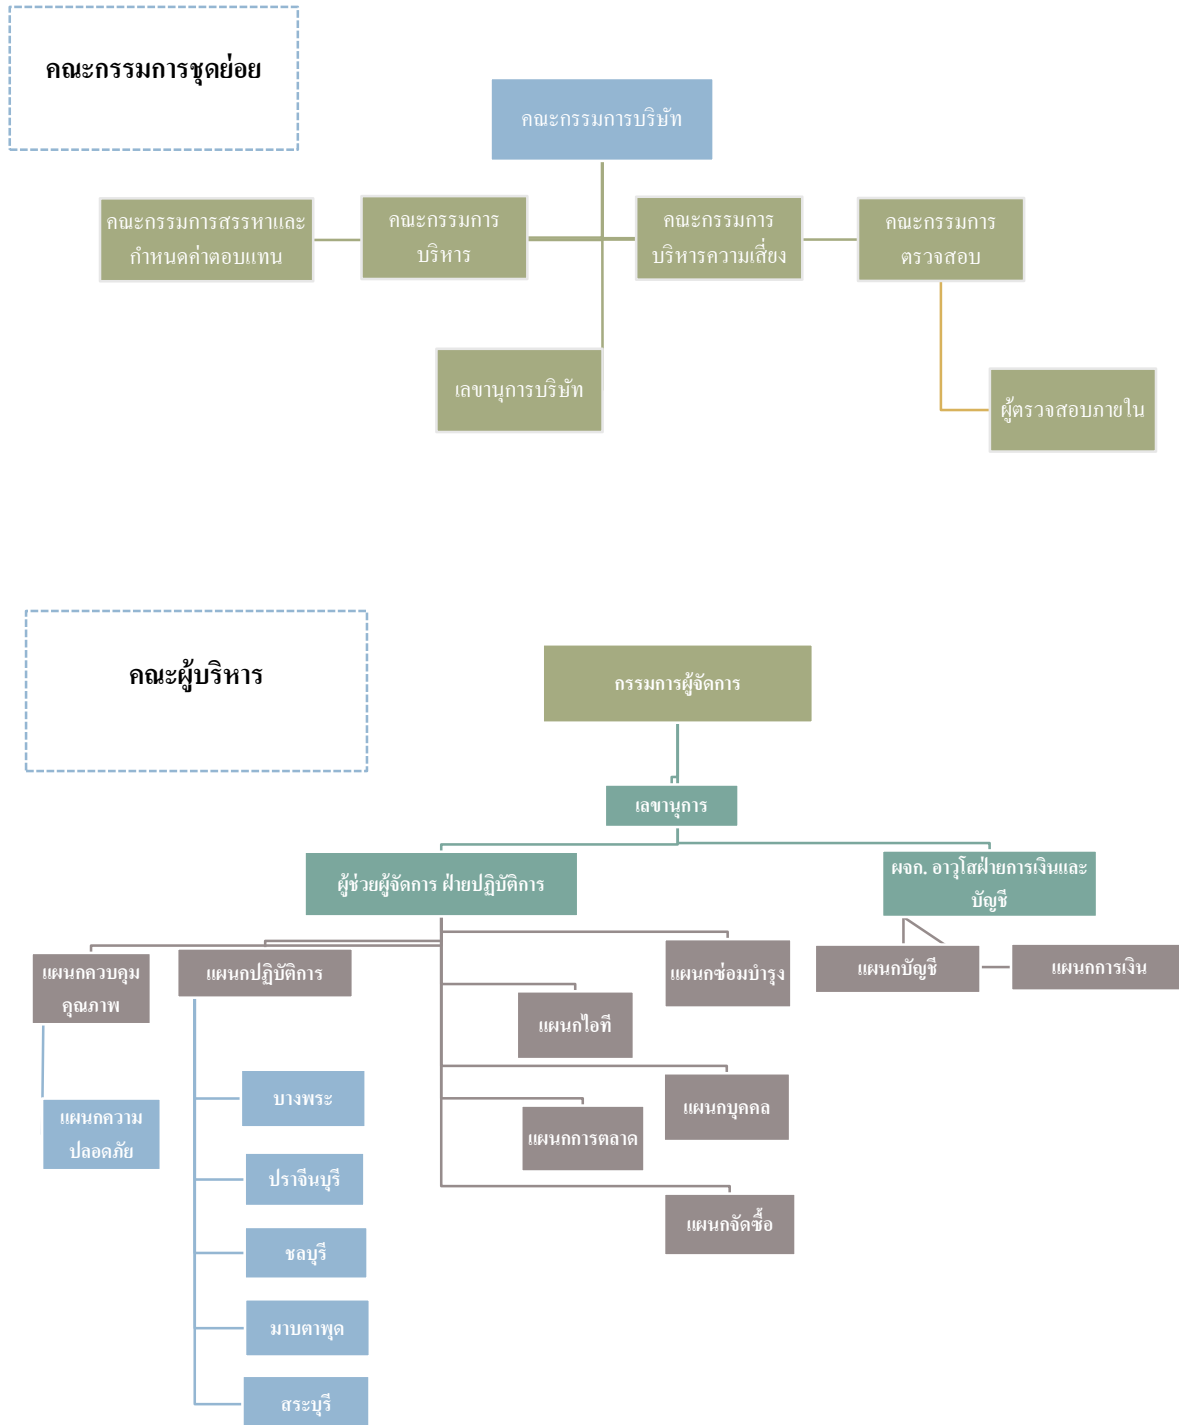 คณะกรรมการชุดย่อย
คณะกรรมการบริษัท
คณะกรรมการสรรหาและ
กำหนดค่าตอบแทน
คณะกรรมการ
บริหาร
คณะกรรมการ
บริหารความเสี่ยง
คณะกรรมการ
ตรวจสอบ
เลขานุการบริษัท
ผู้ตรวจสอบภายใน
คณะผู้บริหาร
กรรมการผู้จัดการ
เลขานุการ
ผู้ช่วยผู้จัดการ ฝ่ายปฏิบัติการ
ผจก. อาวุโสฝ่ายการเงินและ
บัญชี
แผนกควบคุม
คุณภาพ
แผนกปฏิบัติการ
แผนกซ่อมบำรุง
แผนกบัญชี
แผนกการเงิน
แผนกไอที
บางพระ
แผนกบุคคล
แผนกความ
ปลอดภัย
แผนกการตลาด
ปราจีนบุรี
แผนกจัดซื้อ
ชลบุรี
มาบตาพุด
สระบุรี